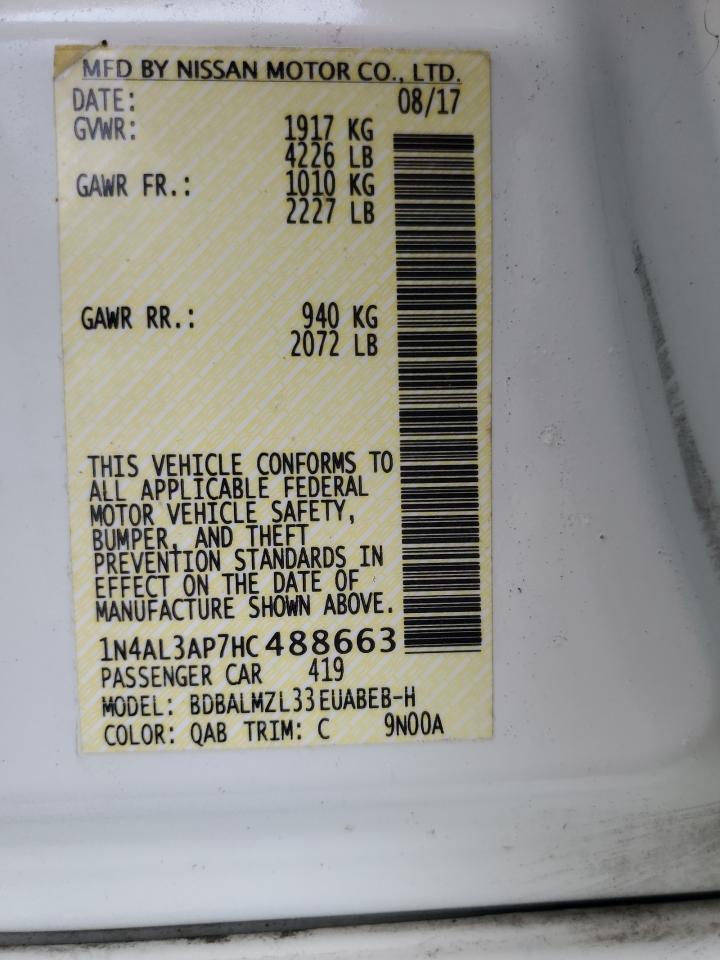 MFD BY NISSAN MOTOR CO., LTD.
DATE: 08/17
GVWR: 1917 KG
4226 LB
GAWR FR.: 1010 KG
2227 LB
GAWR RR.: 940 KG
2072 LB
THIS VEHICLE CONFORMS TO
ALL APPLICABLE FEDERAL
MOTOR VEHICLE SAFETY,
BUMPER, AND THEFT
PREVENTION STANDARDS IN
EFFECT ON THE DATE OF
MANUFACTURE SHOWN ABOVE.
1N4AL3AP7HC488663
PASSENGER CAR 419
MODEL: BDBALMZL33EUABEB-H
COLOR: QAB TRIM: C 9N00A